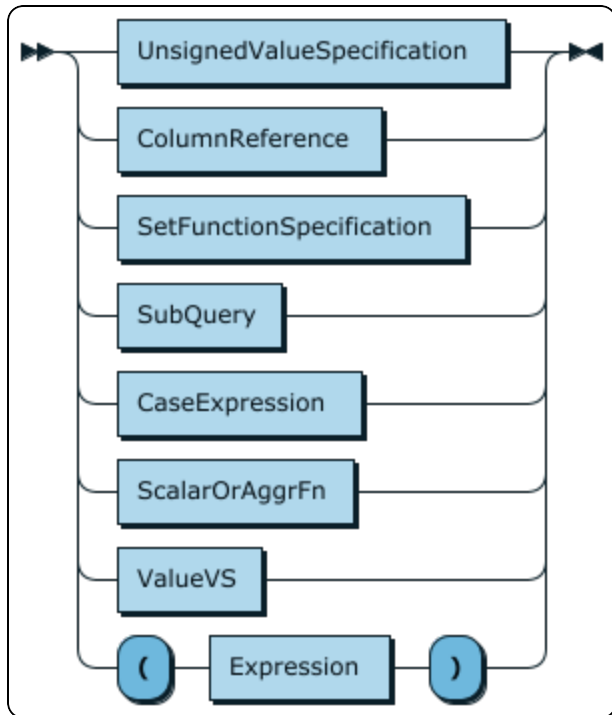 UnsignedValueSpecification
ColumnReference
SetFunctionSpecification
SubQuery
CaseExpression
ScalarOrAggrFn
ValueVS
( Expression )